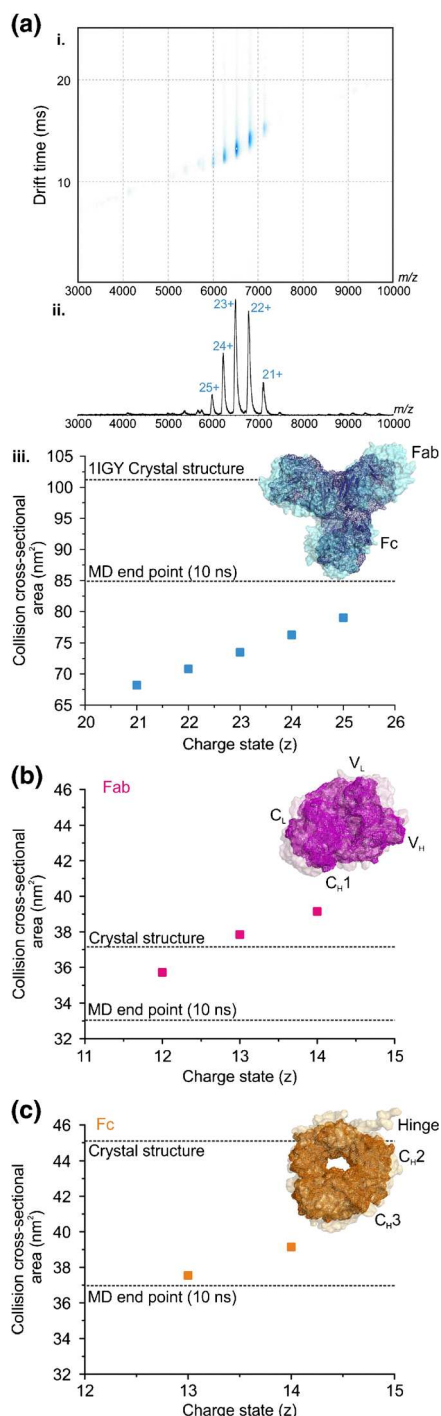 (a)
i.
Drift time (ms)
20
10
3000 4000 5000 6000 7000 8000 9000 10000 m/z
ii.
23+
22+
24+
21+
25+
3000 4000 5000 6000 7000 8000 9000 10000 m/z
iii.
Collision cross-sectional
area (nm²)
105
100
95
90
85
80
75
70
65
1IGY Crystal structure
Fab
Fc
MD end point (10 ns)
20 21 22 23 24 25 26
Charge state (z)
(b)
Fab
Collision cross-sectional
area (nm²)
46
44
42
40
38
36
34
32
V_L
C_L
V_H
C_H1
Crystal structure
MD end point (10 ns)
11 12 13 14 15
Charge state (z)
(c)
Fc
Collision cross-sectional
area (nm²)
46
44
42
40
38
36
34
32
Crystal structure
Hinge
C_H2
C_H3
MD end point (10 ns)
12 13 14 15
Charge state (z)